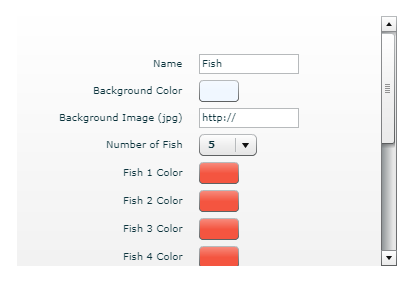 Name Fish
Background Color
Background Image (jpg) http://
Number of Fish 5
Fish 1 Color
Fish 2 Color
Fish 3 Color
Fish 4 Color